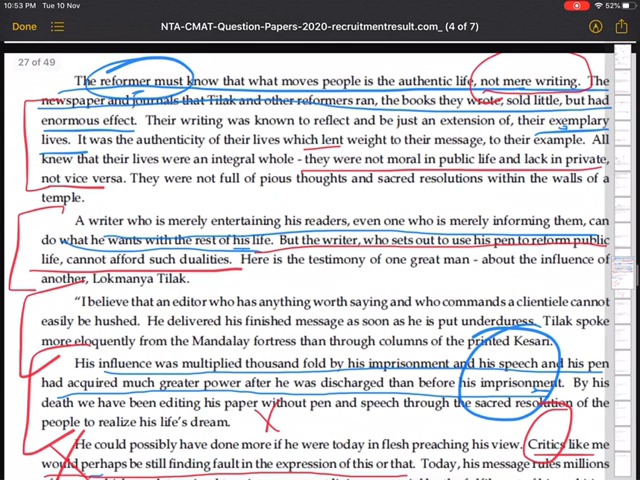 10:53 PM Tue 10 Nov
52%
Done
NTA-CMAT-Question-Papers-2020-recruitmentresult.com_ (4 of 7)
27 of 49
The reformer must know that what moves people is the authentic life, not mere writing. The
newspaper and journals that Tilak and other reformers ran, the books they wrote, sold little, but had
enormous effect. Their writing was known to reflect and be just an extension of, their exemplary
lives. It was the authenticity of their lives which lent weight to their message, to their example. All
knew that their lives were an integral whole - they were not moral in public life and lack in private,
not vice versa. They were not full of pious thoughts and sacred resolutions within the walls of a
temple.
A writer who is merely entertaining his readers, even one who is merely informing them, can
do what he wants with the rest of his life. But the writer, who sets out to use his pen to reform public
life, cannot afford such dualities. Here is the testimony of one great man - about the influence of
another, Lokmanya Tilak.
"I believe that an editor who has anything worth saying and who commands a clientele cannot
easily be hushed. He delivered his finished message as soon as he is put underduress. Tilak spoke
more eloquently from the Mandalay fortress than through columns of the printed Kesari.
His influence was multiplied thousand fold by his imprisonment and his speech and his pen
had acquired much greater power after he was discharged than before his imprisonment. By his
death we have been editing his paper without pen and speech through the sacred resolution of the
people to realize his life's dream.
He could possibly have done more if he were today in flesh preaching his view. Critics like me
would perhaps be still finding fault in the expression of this or that. Today, his message rules millions